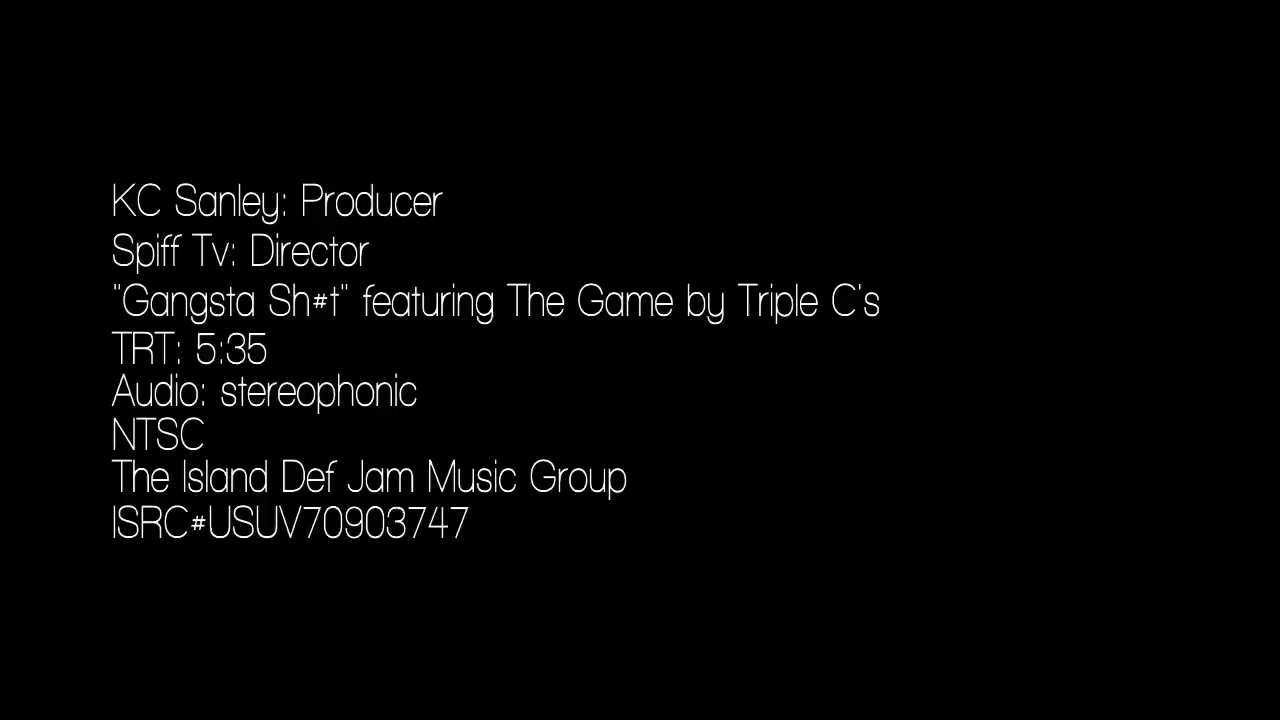 KC Sanley: Producer
Spiff Tv: Director
"Gangsta Sh#t" featuring The Game by Triple C's
TRT: 5:35
Audio: stereophonic
NTSC
The Island Def Jam Music Group
ISRC#USUV70903747